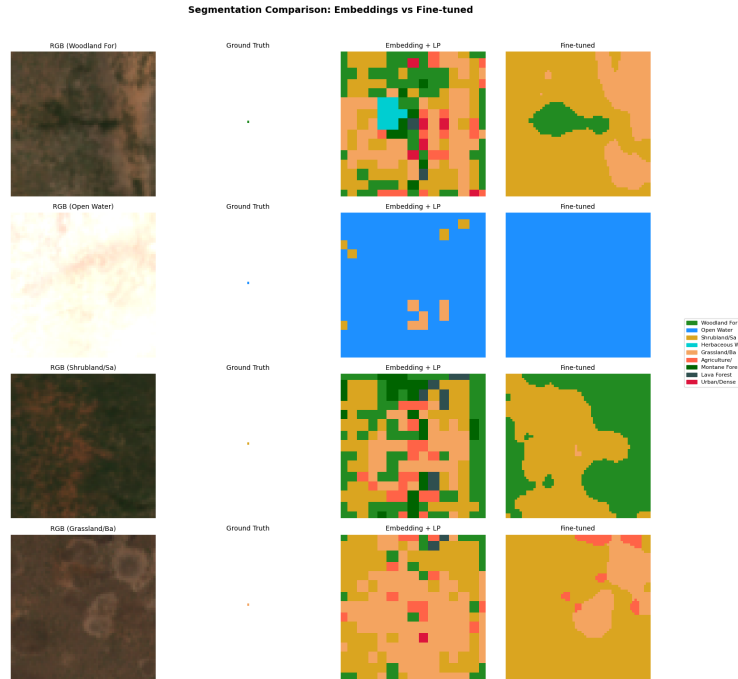 Segmentation Comparison: Embeddings vs Fine-tuned
RGB (Woodland For)
Ground Truth
Embedding + LP
Fine-tuned
RGB (Open Water)
Ground Truth
Embedding + LP
Fine-tuned
RGB (Shrubland/Sa)
Ground Truth
Embedding + LP
Fine-tuned
RGB (Grassland/Ba)
Ground Truth
Embedding + LP
Fine-tuned
Woodland For
Open Water
Shrubland/Sa
Herbaceous W
Grassland/Ba
Agriculture/
Montane Fore
Lava Forest
Urban/Dense